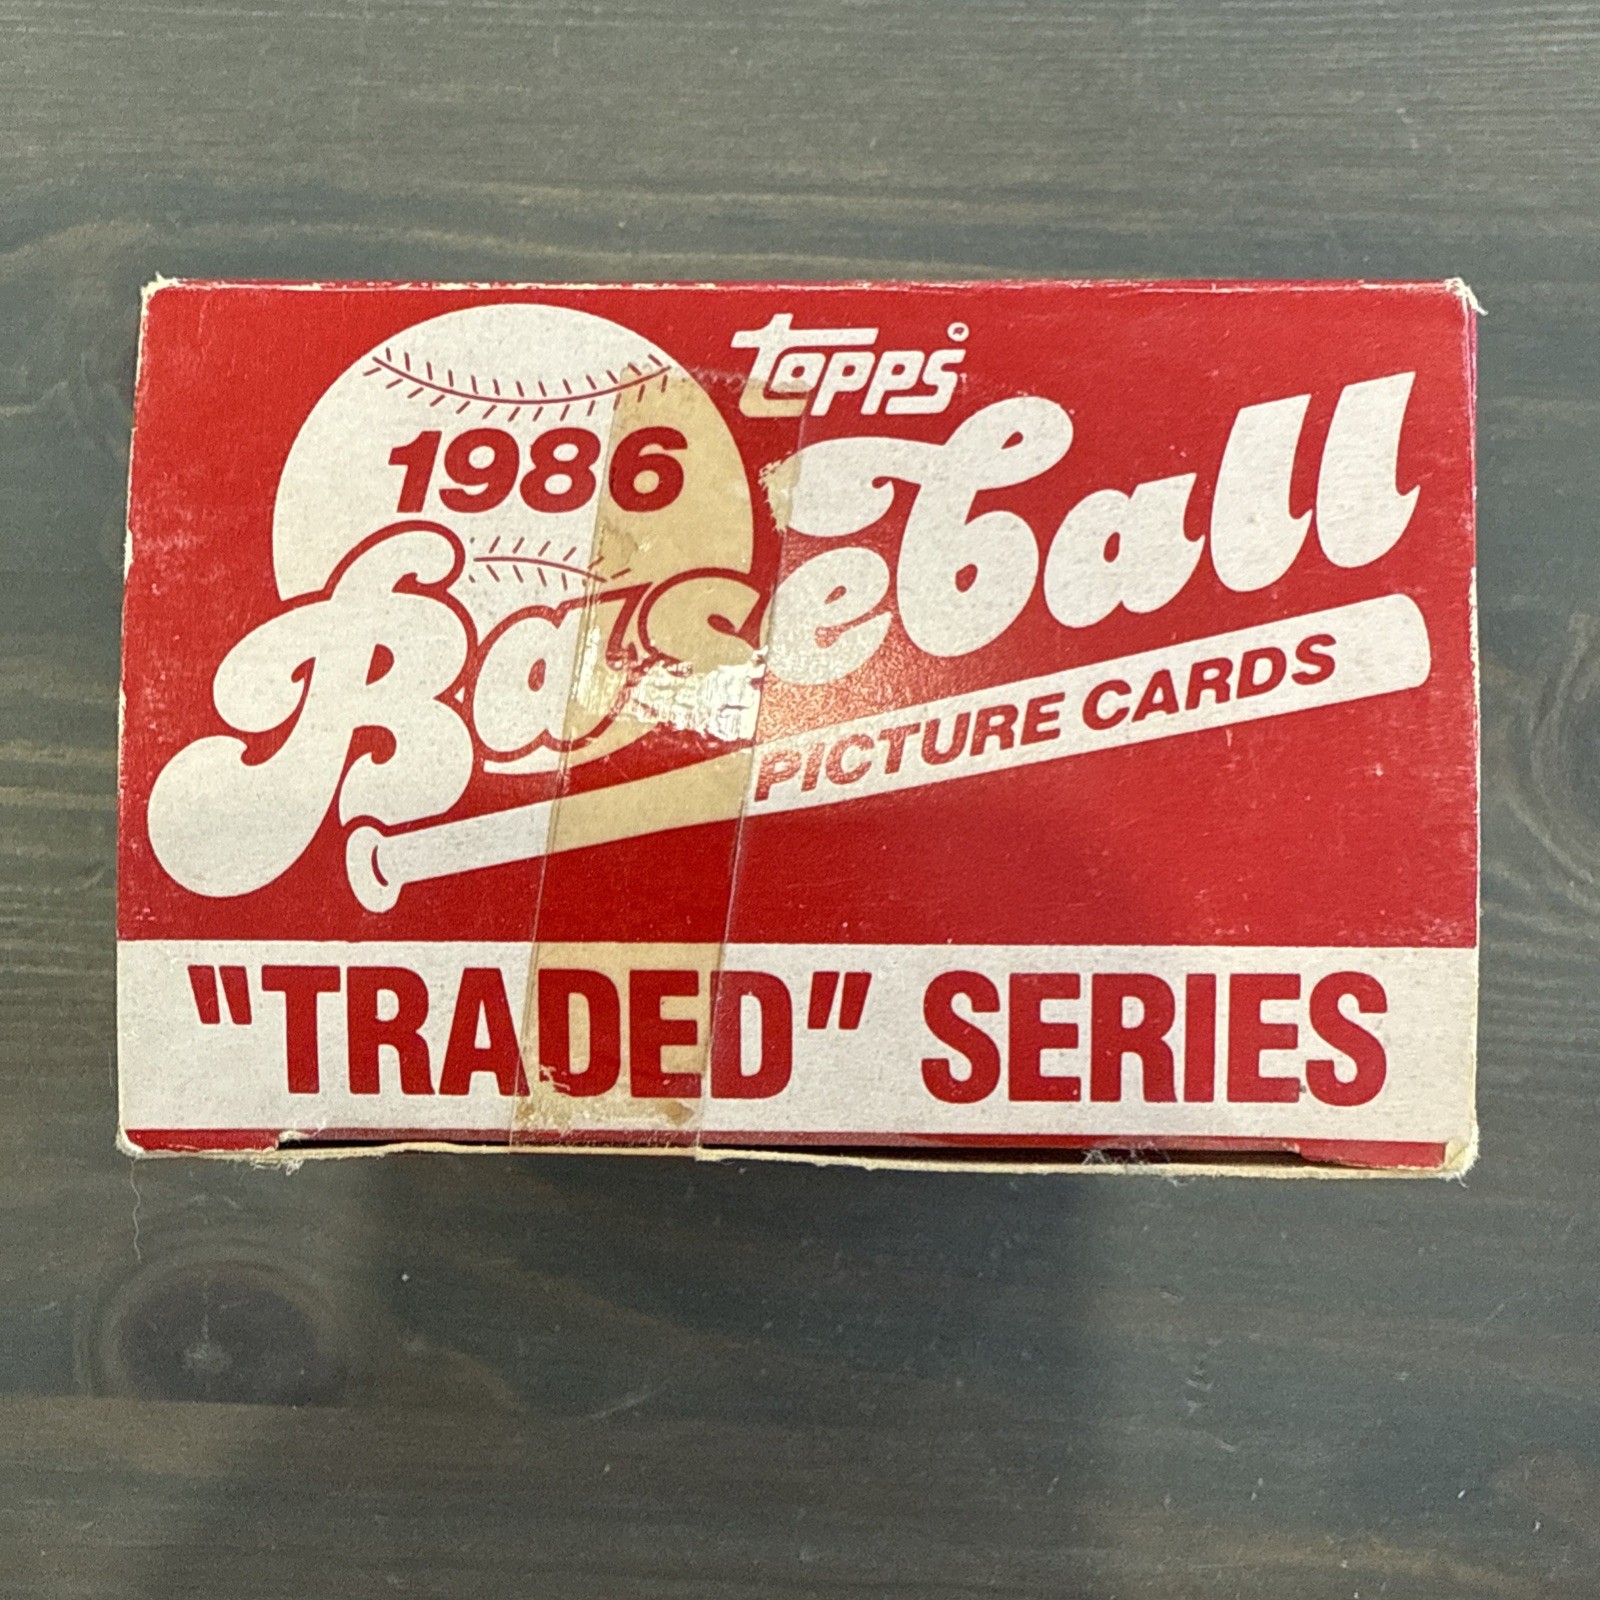 topps®
1986
Baseball
PICTURE CARDS
"TRADED" SERIES